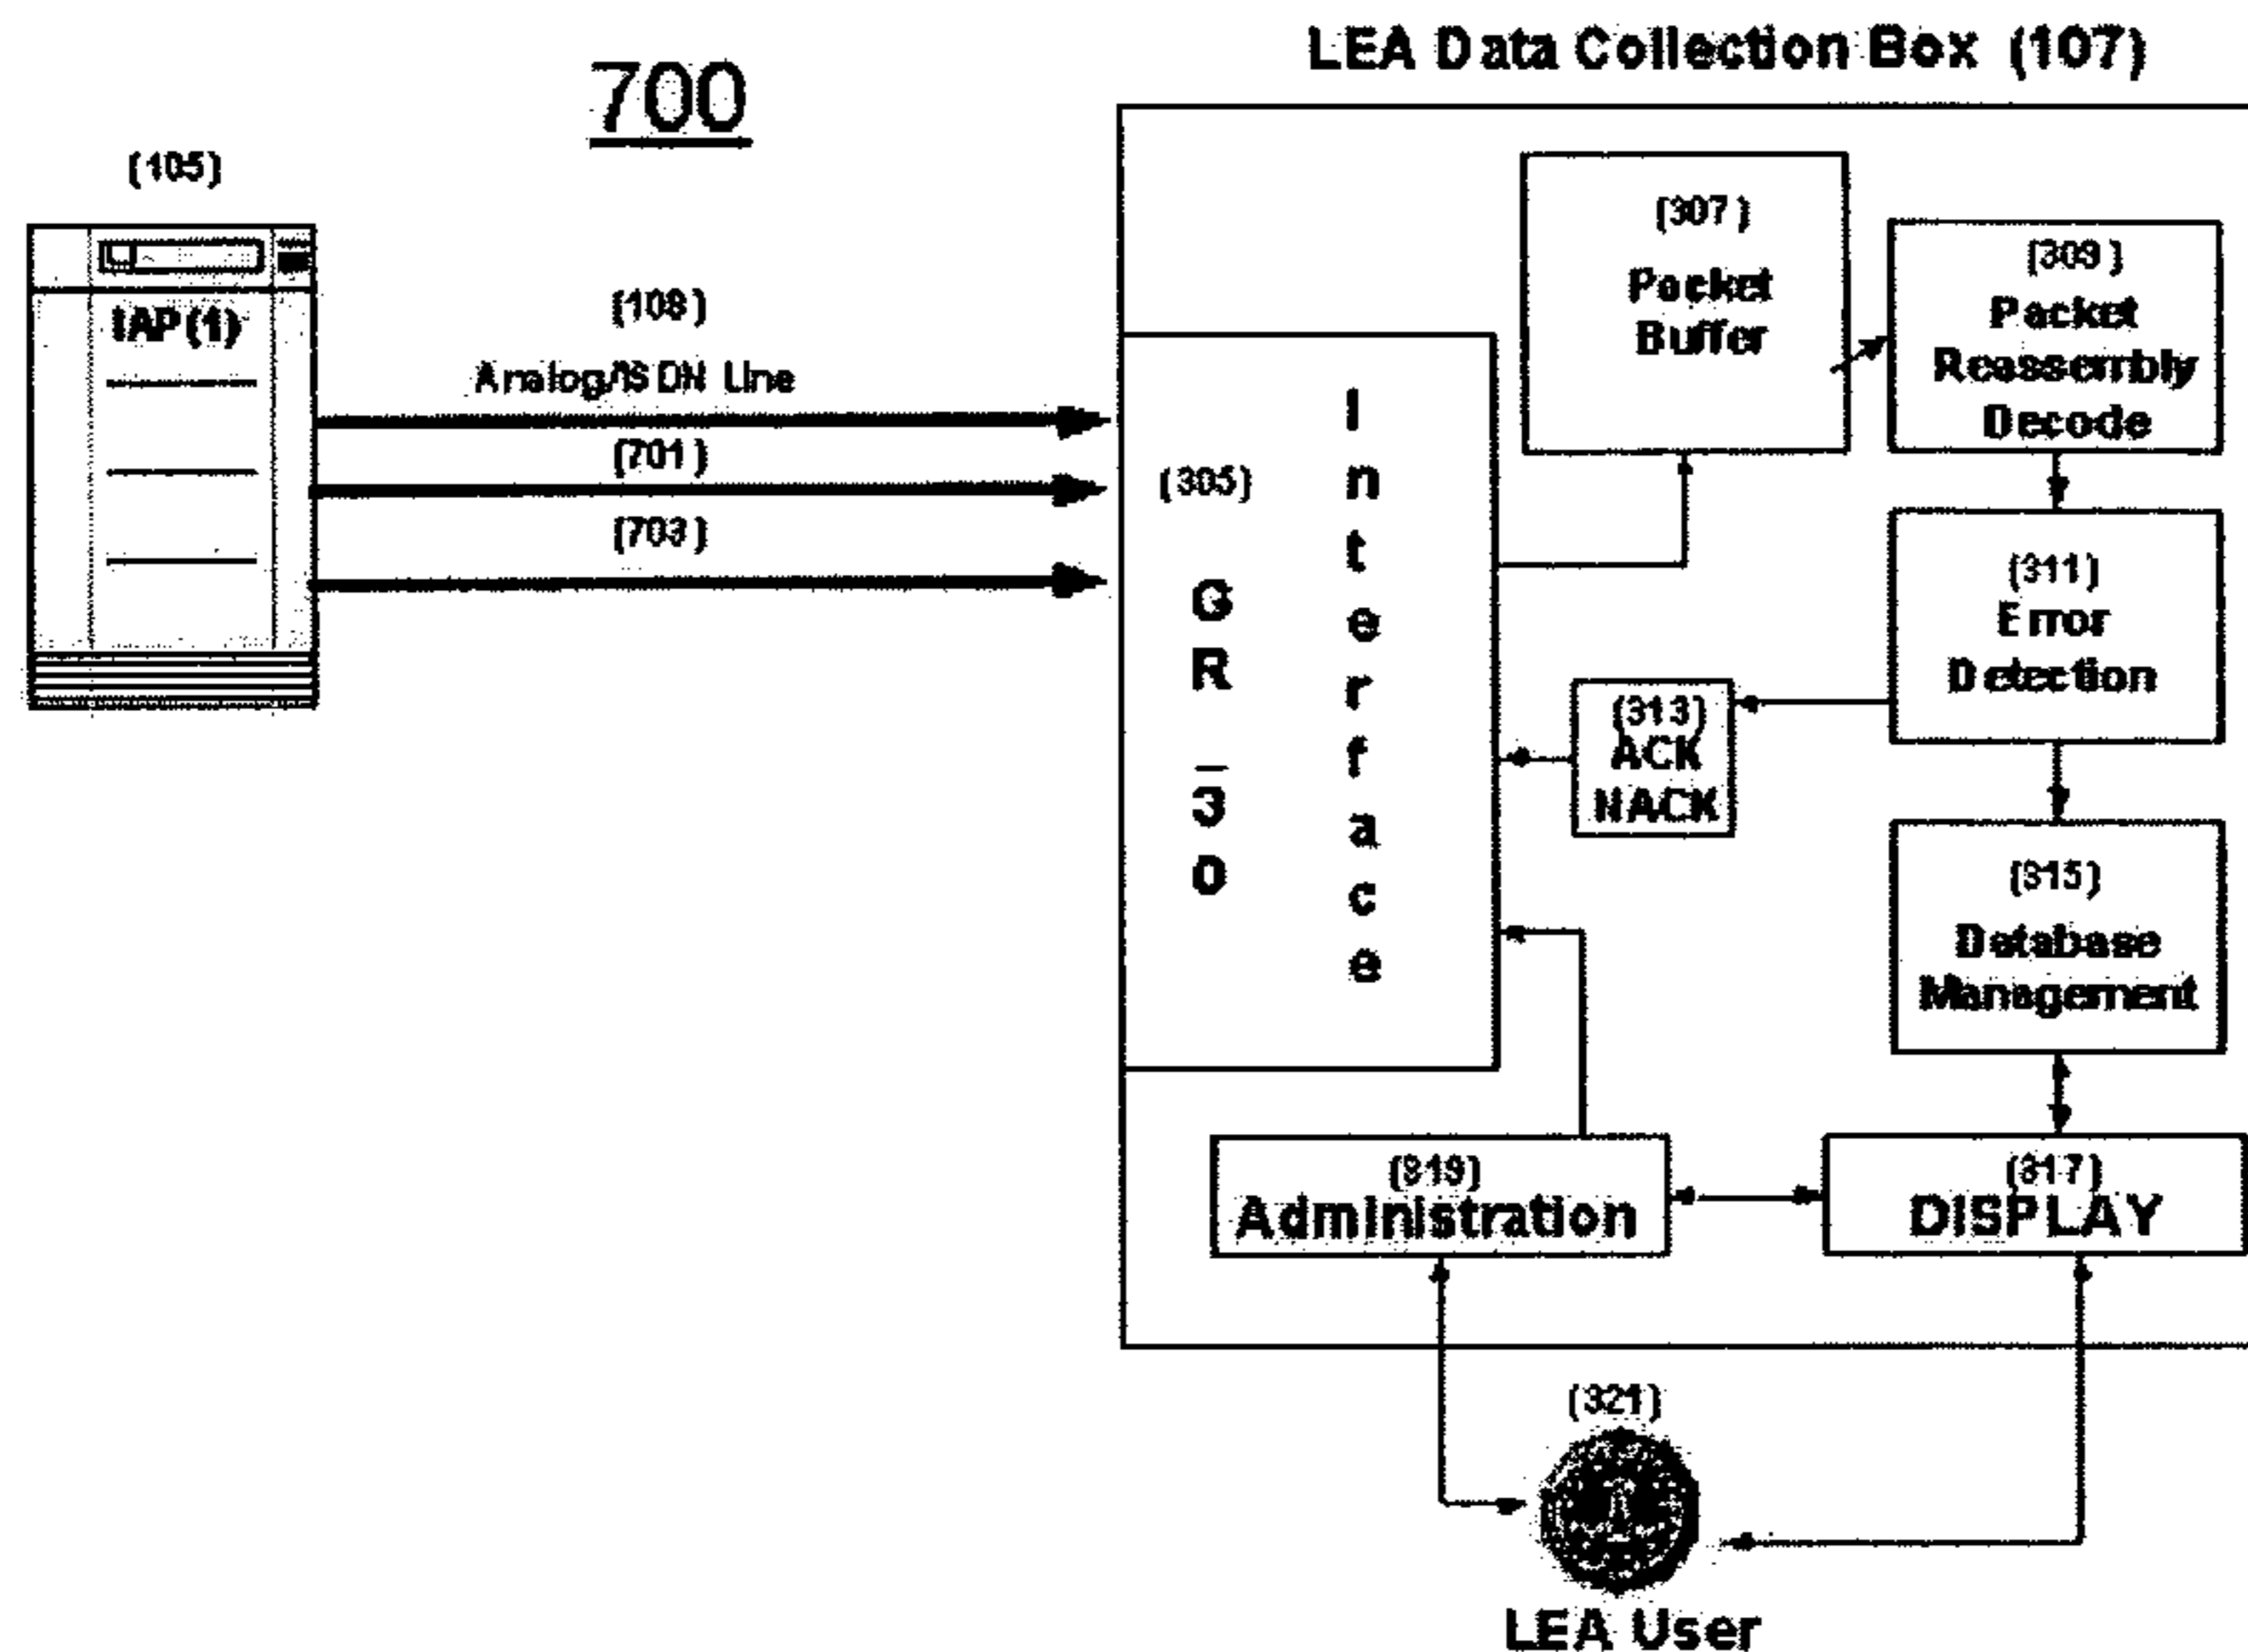 LEA Data Collection Box (107)
700
(105)
IAP(1)
(108)
Analog/ISDN Line
(701)
(703)
(305)
GR-30
Interface
(307)
Packet
Buffer
(309)
Packet
Reassembly
Decode
(311)
Error
Detection
(313)
ACK
NACK
(315)
Database
Management
(319)
Administration
(317)
DISPLAY
(321)
LEA User